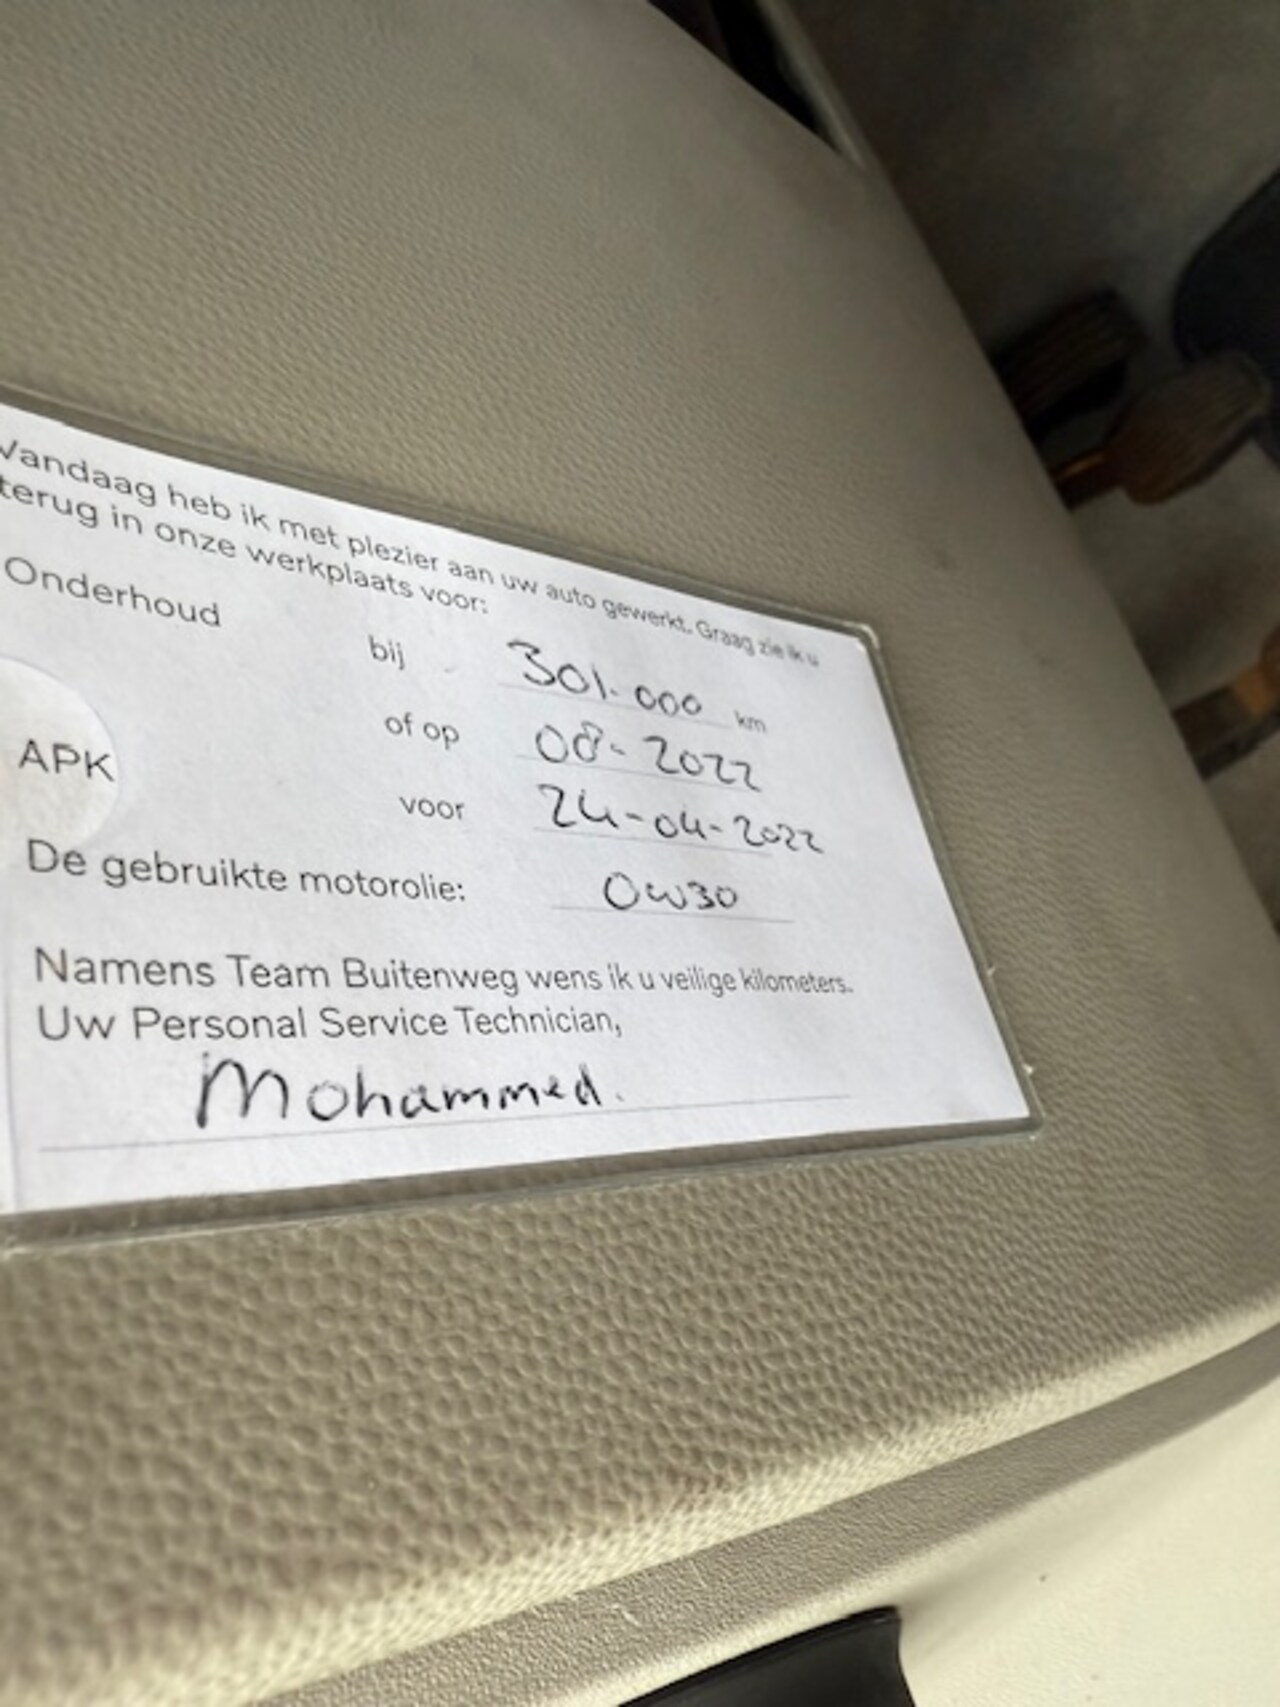 Vandaag heb ik met plezier aan uw auto gewerkt. Graag zie ik u
terug in onze werkplaats voor:
Onderhoud
bij 301.000 km
of op 08-2022
APK voor 24-04-2022
De gebruikte motorolie: 0W30
Namens Team Buitenweg wens ik u veilige kilometers.
Uw Personal Service Technician,
Mohammed.